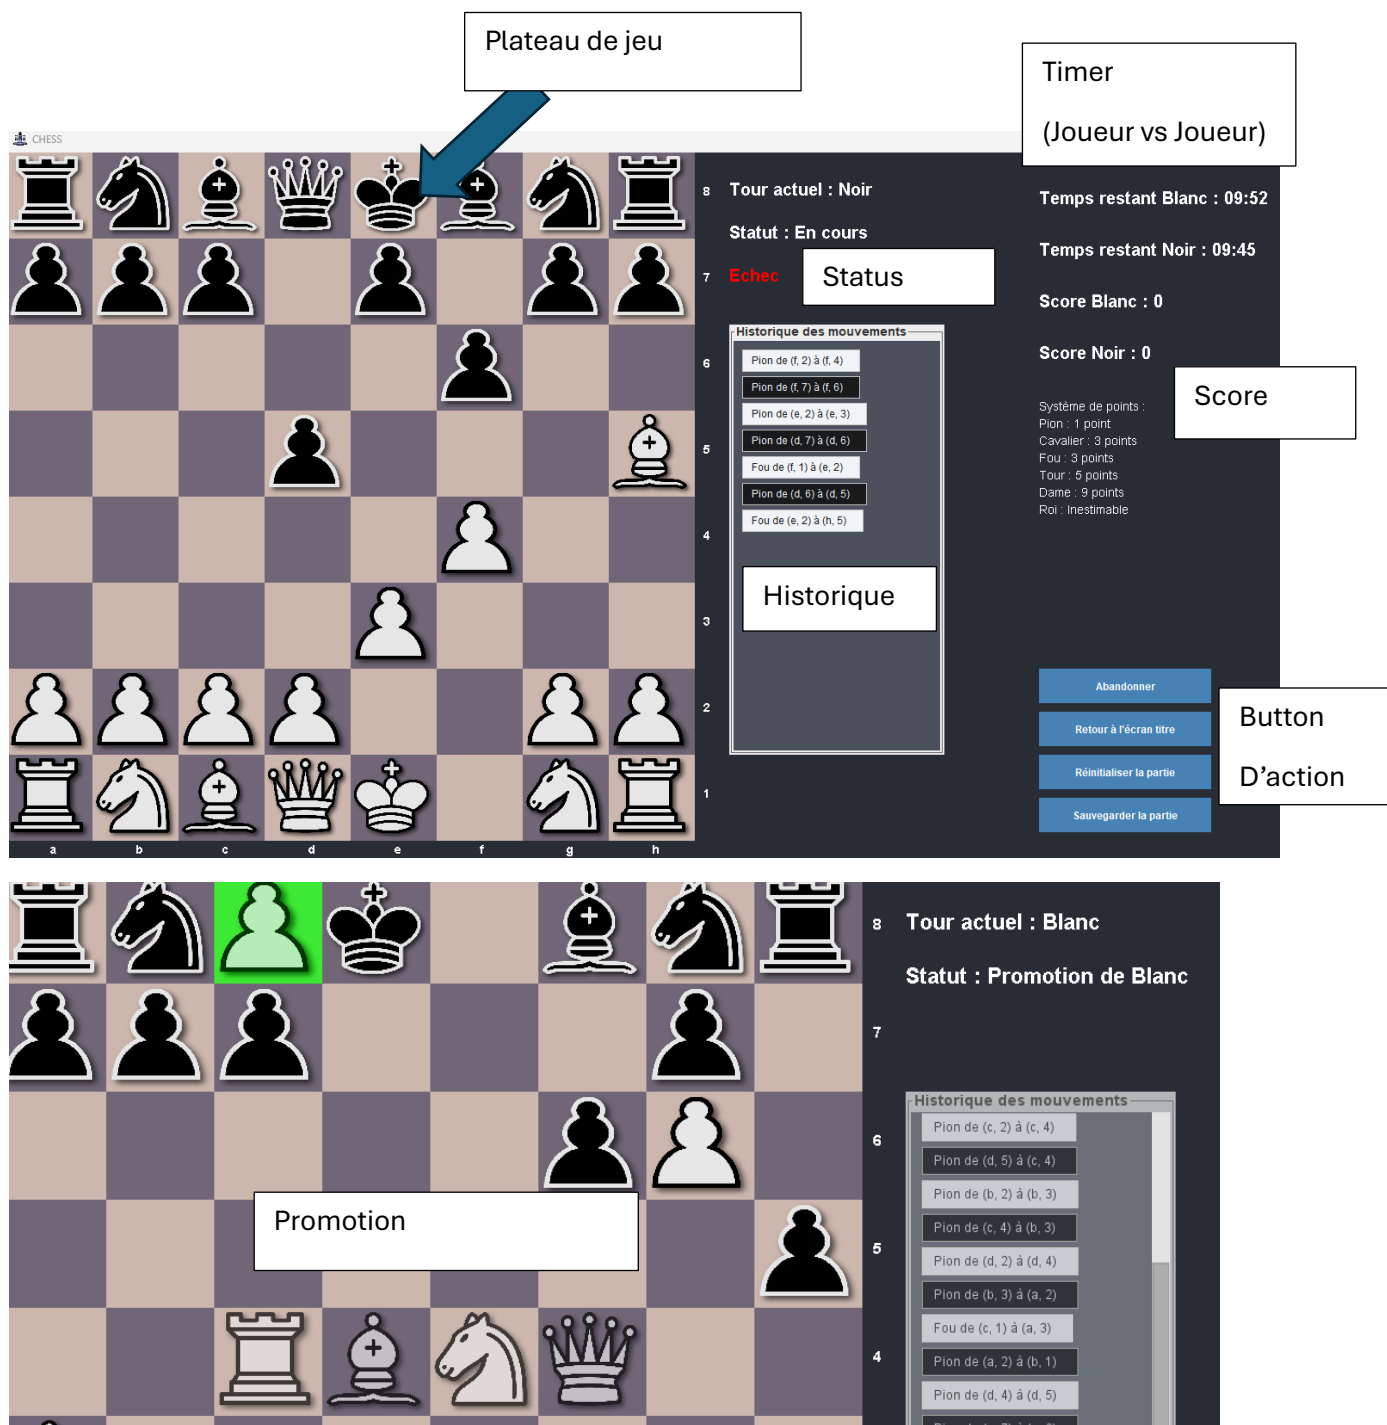 Plateau de jeu
Timer
(Joueur vs Joueur)
CHESS
8
Tour actuel : Noir
Temps restant Blanc : 09:52
Statut : En cours
Temps restant Noir : 09:45
7
Echec
Status
Score Blanc : 0
Historique des mouvements
Score Noir : 0
6
Pion de (f, 2) à (f, 4)
Pion de (f, 7) à (f, 6)
Score
Pion de (e, 2) à (e, 3)
Système de points :
Pion : 1 point
5
Pion de (d, 7) à (d, 6)
Cavalier : 3 points
Fou de (f, 1) à (e, 2)
Fou : 3 points
Tour : 5 points
Pion de (d, 6) à (d, 5)
Dame : 9 points
Roi : Inestimable
Fou de (e, 2) à (h, 5)
4
Historique
3
Abandonner
2
Button
D’action
Retour à l'écran titre
Réinitialiser la partie
1
Sauvegarder la partie
a b c d e f g h
8
Tour actuel : Blanc
Statut : Promotion de Blanc
7
Historique des mouvements
Pion de (c, 2) à (c, 4)
6
Pion de (d, 5) à (c, 4)
Pion de (b, 2) à (b, 3)
Promotion
Pion de (c, 4) à (b, 3)
5
Pion de (d, 2) à (d, 4)
Pion de (b, 3) à (a, 2)
Fou de (c, 1) à (a, 3)
4
Pion de (a, 2) à (b, 1)
Pion de (d, 4) à (d, 5)